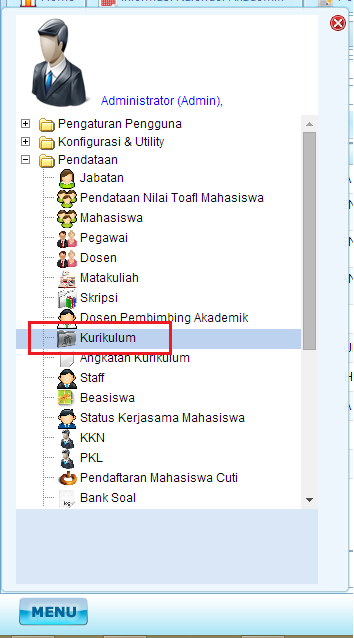 Administrator (Admin),
Pengaturan Pengguna
Konfigurasi & Utility
Pendataan
Jabatan
Pendataan Nilai Toafl Mahasiswa
Mahasiswa
Pegawai
Dosen
Matakuliah
Skripsi
Dosen Pembimbing Akademik
Kurikulum
Angkatan Kurikulum
Staff
Beasiswa
Status Kerjasama Mahasiswa
KKN
PKL
Pendaftaran Mahasiswa Cuti
Bank Soal
MENU